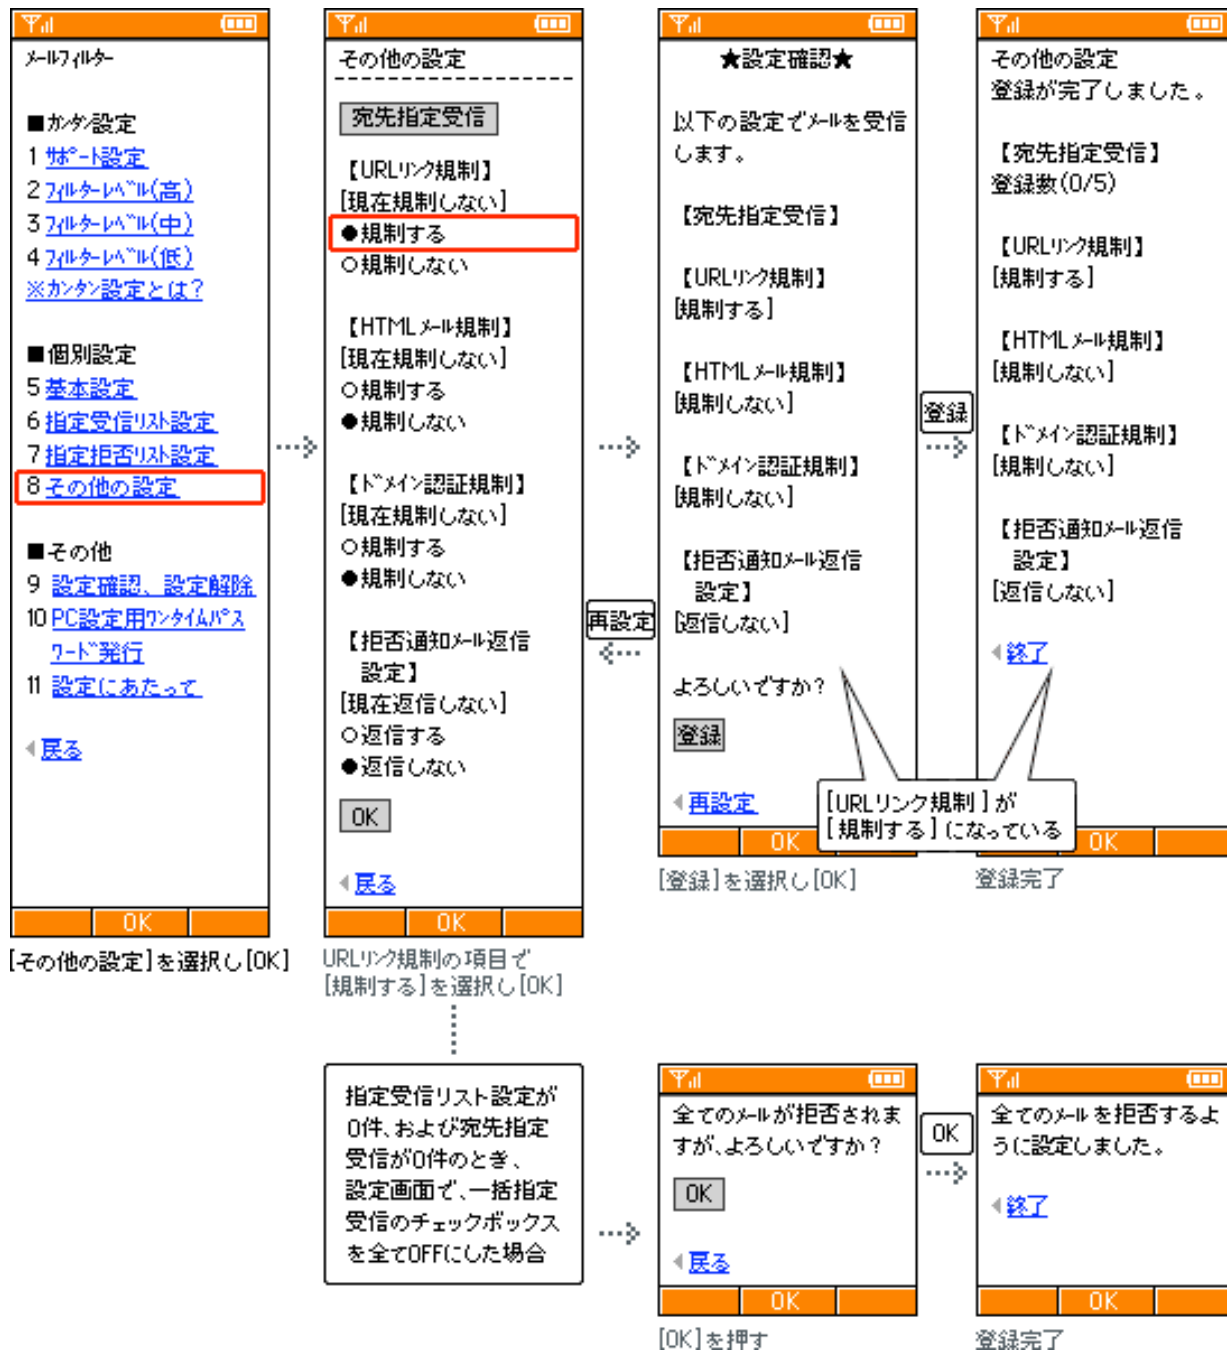 メールフィルター
■カンタン設定
1 サポート設定
2 フィルターレベル(高)
3 フィルターレベル(中)
4 フィルターレベル(低)
※カンタン設定とは?
■個別設定
5 基本設定
6 指定受信リスト設定
7 指定拒否リスト設定
8 その他の設定
■その他
9 設定確認、設定解除
10 PC設定用ワンタイムパス
ワード発行
11 設定にあたって
戻る
OK
[その他の設定]を選択し[OK]
その他の設定
宛先指定受信
【URLリンク規制】
[現在規制しない]
●規制する
○規制しない
【HTMLメール規制】
[現在規制しない]
○規制する
●規制しない
【ドメイン認証規制】
[現在規制しない]
○規制する
●規制しない
【拒否通知メール返信
設定】
[現在返信しない]
○返信する
●返信しない
OK
戻る
OK
URLリンク規制の項目で
[規制する]を選択し[OK]
再設定
★設定確認★
以下の設定でメールを受信
します。
【宛先指定受信】
【URLリンク規制】
[規制する]
【HTMLメール規制】
[規制しない]
【ドメイン認証規制】
[規制しない]
【拒否通知メール返信
設定】
[返信しない]
よろしいですか?
登録
再設定
OK
[登録]を選択し[OK]
登録
その他の設定
登録が完了しました。
【宛先指定受信】
登録数(0/5)
【URLリンク規制】
[規制する]
【HTMLメール規制】
[規制しない]
【ドメイン認証規制】
[規制しない]
【拒否通知メール返信
設定】
[返信しない]
終了
[URLリンク規制]が
[規制する]になっている
OK
登録完了
指定受信リスト設定が
0件、および宛先指定
受信が0件のとき、
設定画面で、一括指定
受信のチェックボックス
を全てOFFにした場合
全てのメールが拒否されま
すが、よろしいですか?
OK
戻る
OK
[OK]を押す
OK
全てのメールを拒否するよ
うに設定しました。
終了
OK
登録完了